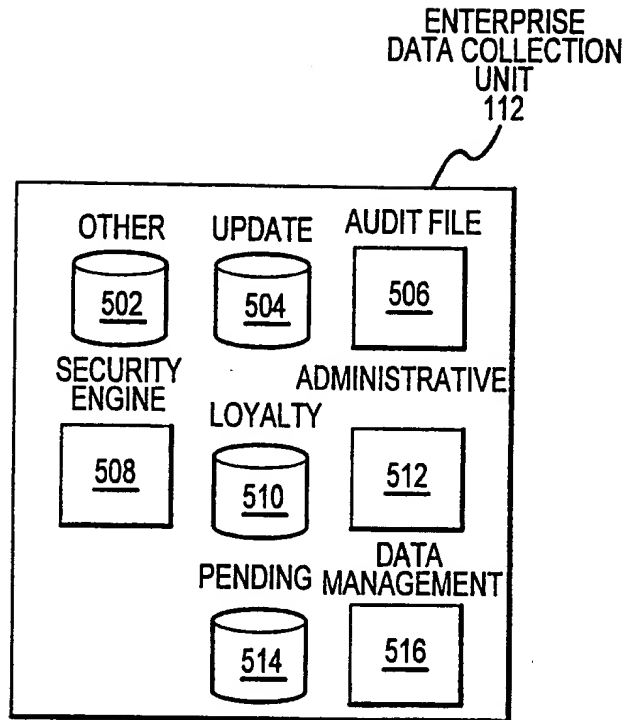 ENTERPRISE
DATA COLLECTION
UNIT
112
OTHER
UPDATE
AUDIT FILE
502
504
506
SECURITY
ENGINE
LOYALTY
ADMINISTRATIVE
508
510
512
PENDING
DATA
MANAGEMENT
514
516